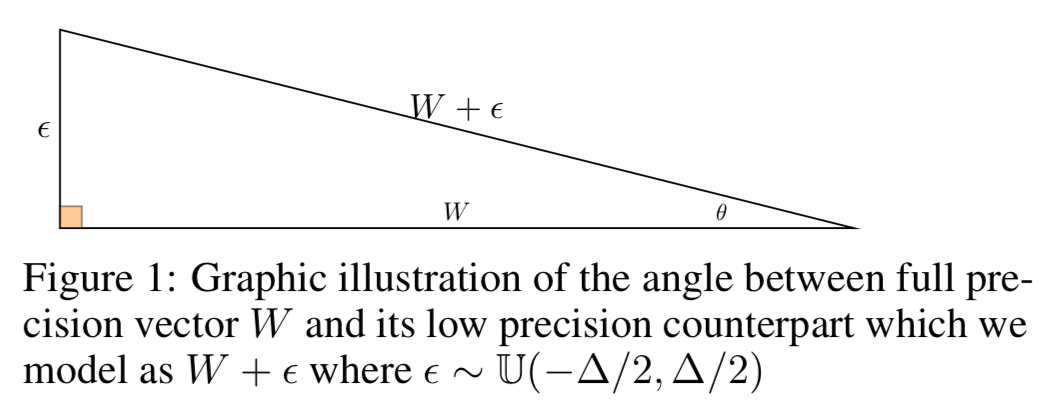 W + ϵ
ϵ
W
θ
Figure 1: Graphic illustration of the angle between full pre-
cision vector W and its low precision counterpart which we
model as W + ϵ where ϵ ∼ 𝕌(−Δ/2, Δ/2)